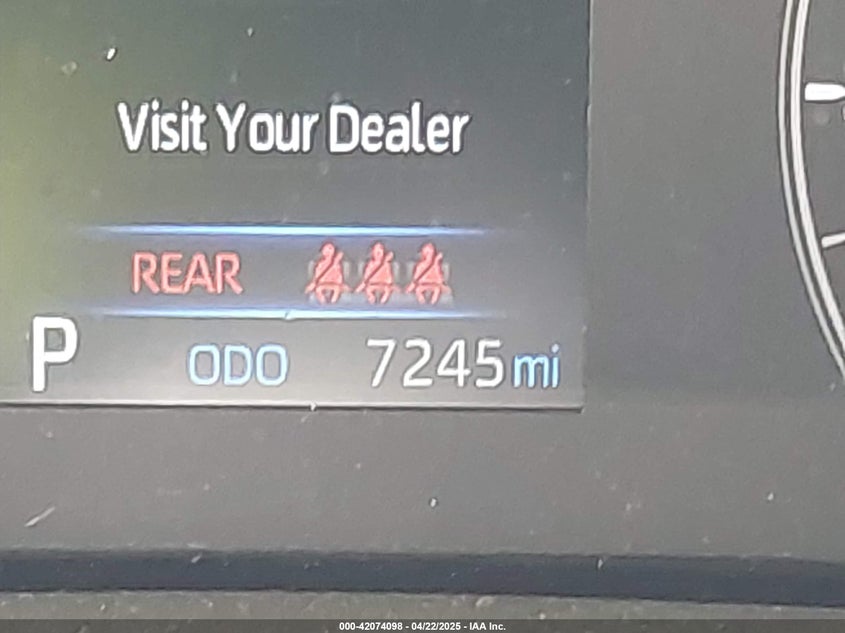 Visit Your Dealer
REAR
P ODO 7245 mi
000-42074098 - 04/22/2025 - IAA Inc.